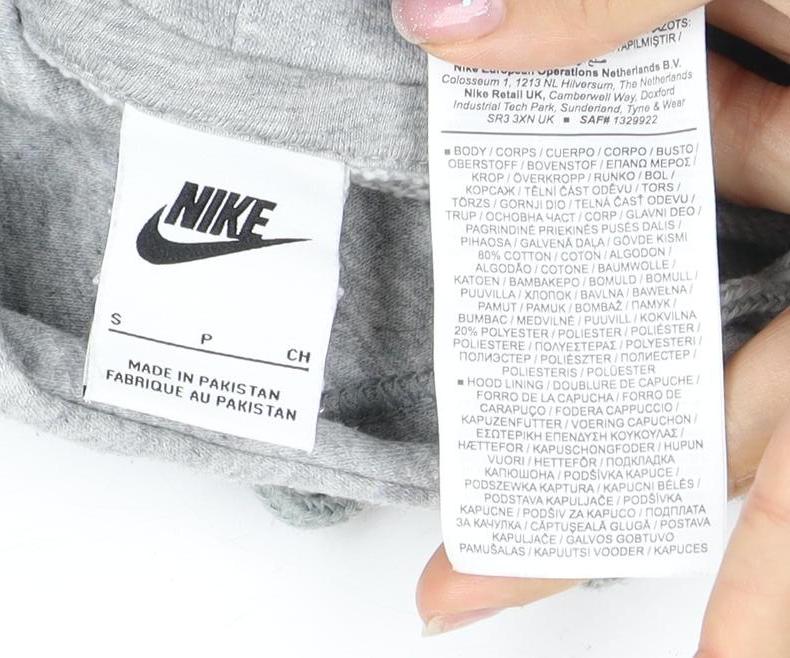 NIKE
S P CH
MADE IN PAKISTAN
FABRIQUE AU PAKISTAN
TAPILMIŞTIR /
Nike European Operations Netherlands B.V.
Colosseum 1, 1213 NL Hilversum, The Netherlands
Nike Retail UK, Camberwell Way, Doxford
Industrial Tech Park, Sunderland, Tyne & Wear
SR3 3XN UK ■ SAF# 1329922
■ BODY / CORPS / CUERPO / CORPO / BUSTO /
OBERSTOFF / BOVENSTOF / ΕΠΑΝΩ ΜΕΡΟΣ /
KROP / ÖVERKROPP / RUNKO / BOL /
КОРСАЖ / TĚLNÍ ČÁST ODĚVU / TORS /
TÖRZS / GORNJI DIO / TELNÁ ČASŤ ODEVU /
TRUP / ОСНОВНА ЧАСТ / CORP / GLAVNI DEO /
PAGRINDINĖ PRIEKINĖS PUSĖS DALIS /
PIHAOSA / GALVENĀ DAĻA / GÖVDE KISMI
80% COTTON / COTON / ALGODON /
ALGODÃO / COTONE / BAUMWOLLE /
KATOEN / ΒΑΜΒΑΚΕΡΟ / BOMULD / BOMULL /
PUUVILLA / ХЛОПОК / BAVLNA / BAWEŁNA /
PAMUT / PAMUK / BOMBAŽ / ПАМУК /
BUMBAC / MEDVILNĖ / PUUVILL / KOKVILNA
20% POLYESTER / POLIESTER / POLIÉSTER /
POLIESTERE / ΠΟΛΥΕΣΤΕΡΑΣ / POLYESTERI /
ПОЛИЭСТЕР / POLIÉSZTER / ПОЛИЕСТЕР /
POLIESTERIS / POLÜESTER
■ HOOD LINING / DOUBLURE DE CAPUCHE /
FORRO DE LA CAPUCHA / FORRO DE
CARAPUÇO / FODERA CAPPUCCIO /
KAPUZENFUTTER / VOERING CAPUCHON /
ΕΣΩΤΕΡΙΚΗ ΕΠΕΝΔΥΣΗ ΚΟΥΚΟΥΛΑΣ /
HÆTTEFOR / KAPUSCHONGFODER / HUPUN
VUORI / HETTEFÔR / ПОДКЛАДКА
КАПЮШОНА / PODŠÍVKA KAPUCE /
PODSZEWKA KAPTURA / KAPUCNI BÉLÉS /
PODSTAVA KAPULJAČE / PODŠÍVKA
KAPUCNE / PODŠIV ZA KAPUCO / ПОДПЛАТА
ЗА КАЧУЛКА / CĂPTUŞEALĂ GLUGĂ / POSTAVA
KAPULJAČE / GALVOS GOBTUVO
PAMUŠALAS / KAPUUTSI VOODER / KAPUCES